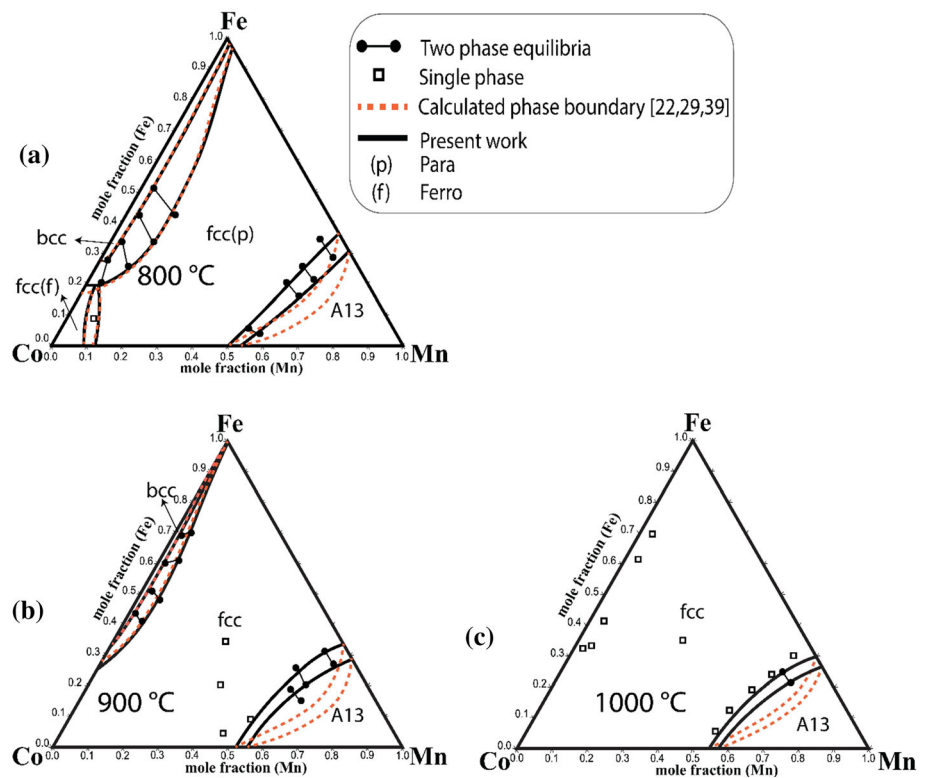 Fe
Two phase equilibria
Single phase
Calculated phase boundary [22,29,39]
Present work
(p) Para
(f) Ferro
(a)
mole fraction (Fe)
1.0
0.9
0.8
0.7
0.6
0.5
0.4
0.3
0.2
0.1
0.0
bcc
fcc(p)
fcc(f)
800 °C
A13
Co
0.0 0.1 0.2 0.3 0.4 0.5 0.6 0.7 0.8 0.9 1.0
Mn
mole fraction (Mn)
Fe
(b)
mole fraction (Fe)
1.0
0.9
0.8
0.7
0.6
0.5
0.4
0.3
0.2
0.1
0.0
bcc
fcc
900 °C
A13
Co
0.0 0.1 0.2 0.3 0.4 0.5 0.6 0.7 0.8 0.9 1.0
Mn
mole fraction (Mn)
Fe
(c)
mole fraction (Fe)
1.0
0.9
0.8
0.7
0.6
0.5
0.4
0.3
0.2
0.1
0.0
fcc
1000 °C
A13
Co
0.0 0.1 0.2 0.3 0.4 0.5 0.6 0.7 0.8 0.9 1.0
Mn
mole fraction (Mn)